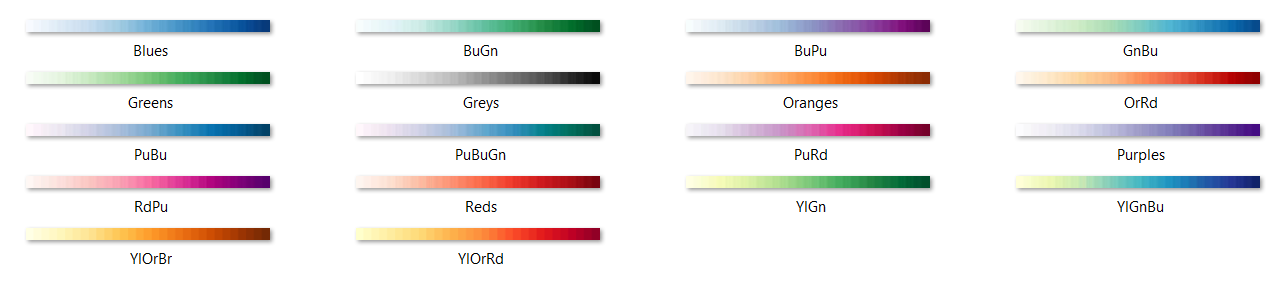 Blues
BuGn
BuPu
GnBu
Greens
Greys
Oranges
OrRd
PuBu
PuBuGn
PuRd
Purples
RdPu
Reds
YlGn
YlGnBu
YlOrBr
YlOrRd